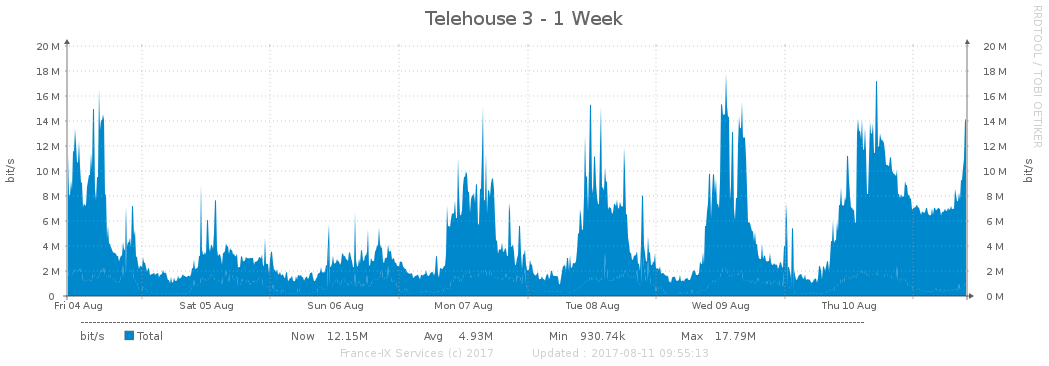 Telehouse 3 - 1 Week
RRDTOOL / TOBI OETIKER
bit/s
20 M 20 M
18 M 18 M
16 M 16 M
14 M 14 M
12 M 12 M
10 M 10 M
8 M 8 M
6 M 6 M
4 M 4 M
2 M 2 M
0 0 M
bit/s
Fri 04 Aug Sat 05 Aug Sun 06 Aug Mon 07 Aug Tue 08 Aug Wed 09 Aug Thu 10 Aug
bit/s Total Now 12.15M Avg 4.93M Min 930.74k Max 17.79M
France-IX Services (c) 2017 Updated : 2017-08-11 09:55:13